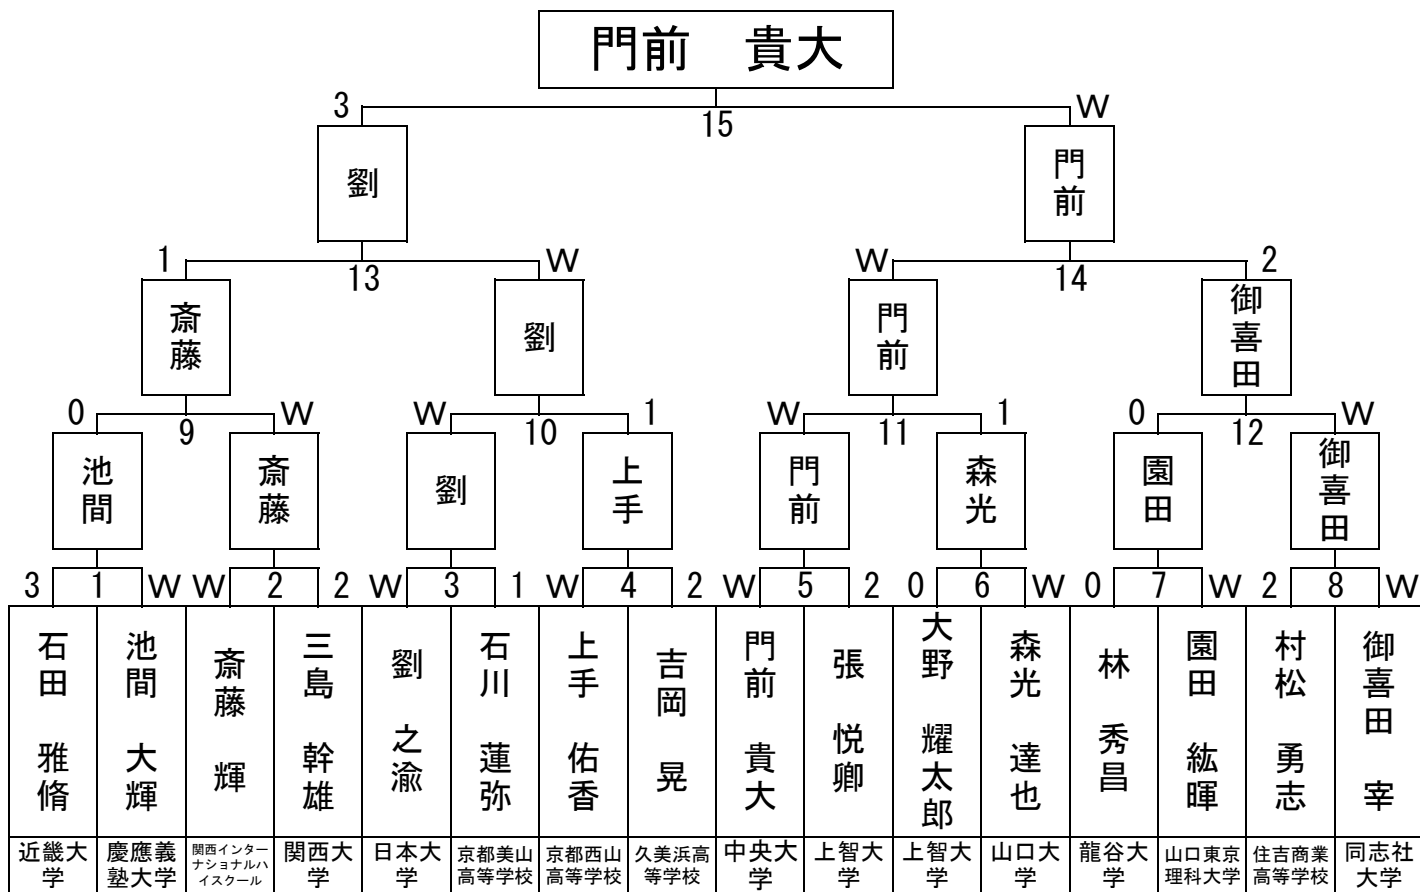 門前 貴大
3 W
15
劉 門前
1 W W 2
13 14
斎藤 劉 門前 御喜田
0 W W 1 W 1 0 W
9 10 11 12
池間 斎藤 劉 上手 門前 森光 園田 御喜田
3 1 W W 2 2 W 3 1 W 4 2 W 5 2 0 6 W 0 7 W 2 8 W
石田 雅脩
池間 大輝
斎藤 輝
三島 幹雄
劉 之渝
石川 蓮弥
上手 佑香
吉岡 晃
門前 貴大
張 悦卿
大野 耀太郎
森光 達也
林 秀昌
園田 紘暉
村松 勇志
御喜田 宰
近畿大
学
慶應義
塾大学
関西インター
ナショナルハ
イスクール
関西大
学
日本大
学
京都美山
高等学校
京都西山
高等学校
久美浜高
等学校
中央大
学
上智大
学
上智大
学
山口大
学
龍谷大
学
山口東京
理科大学
住吉商業
高等学校
同志社
大学